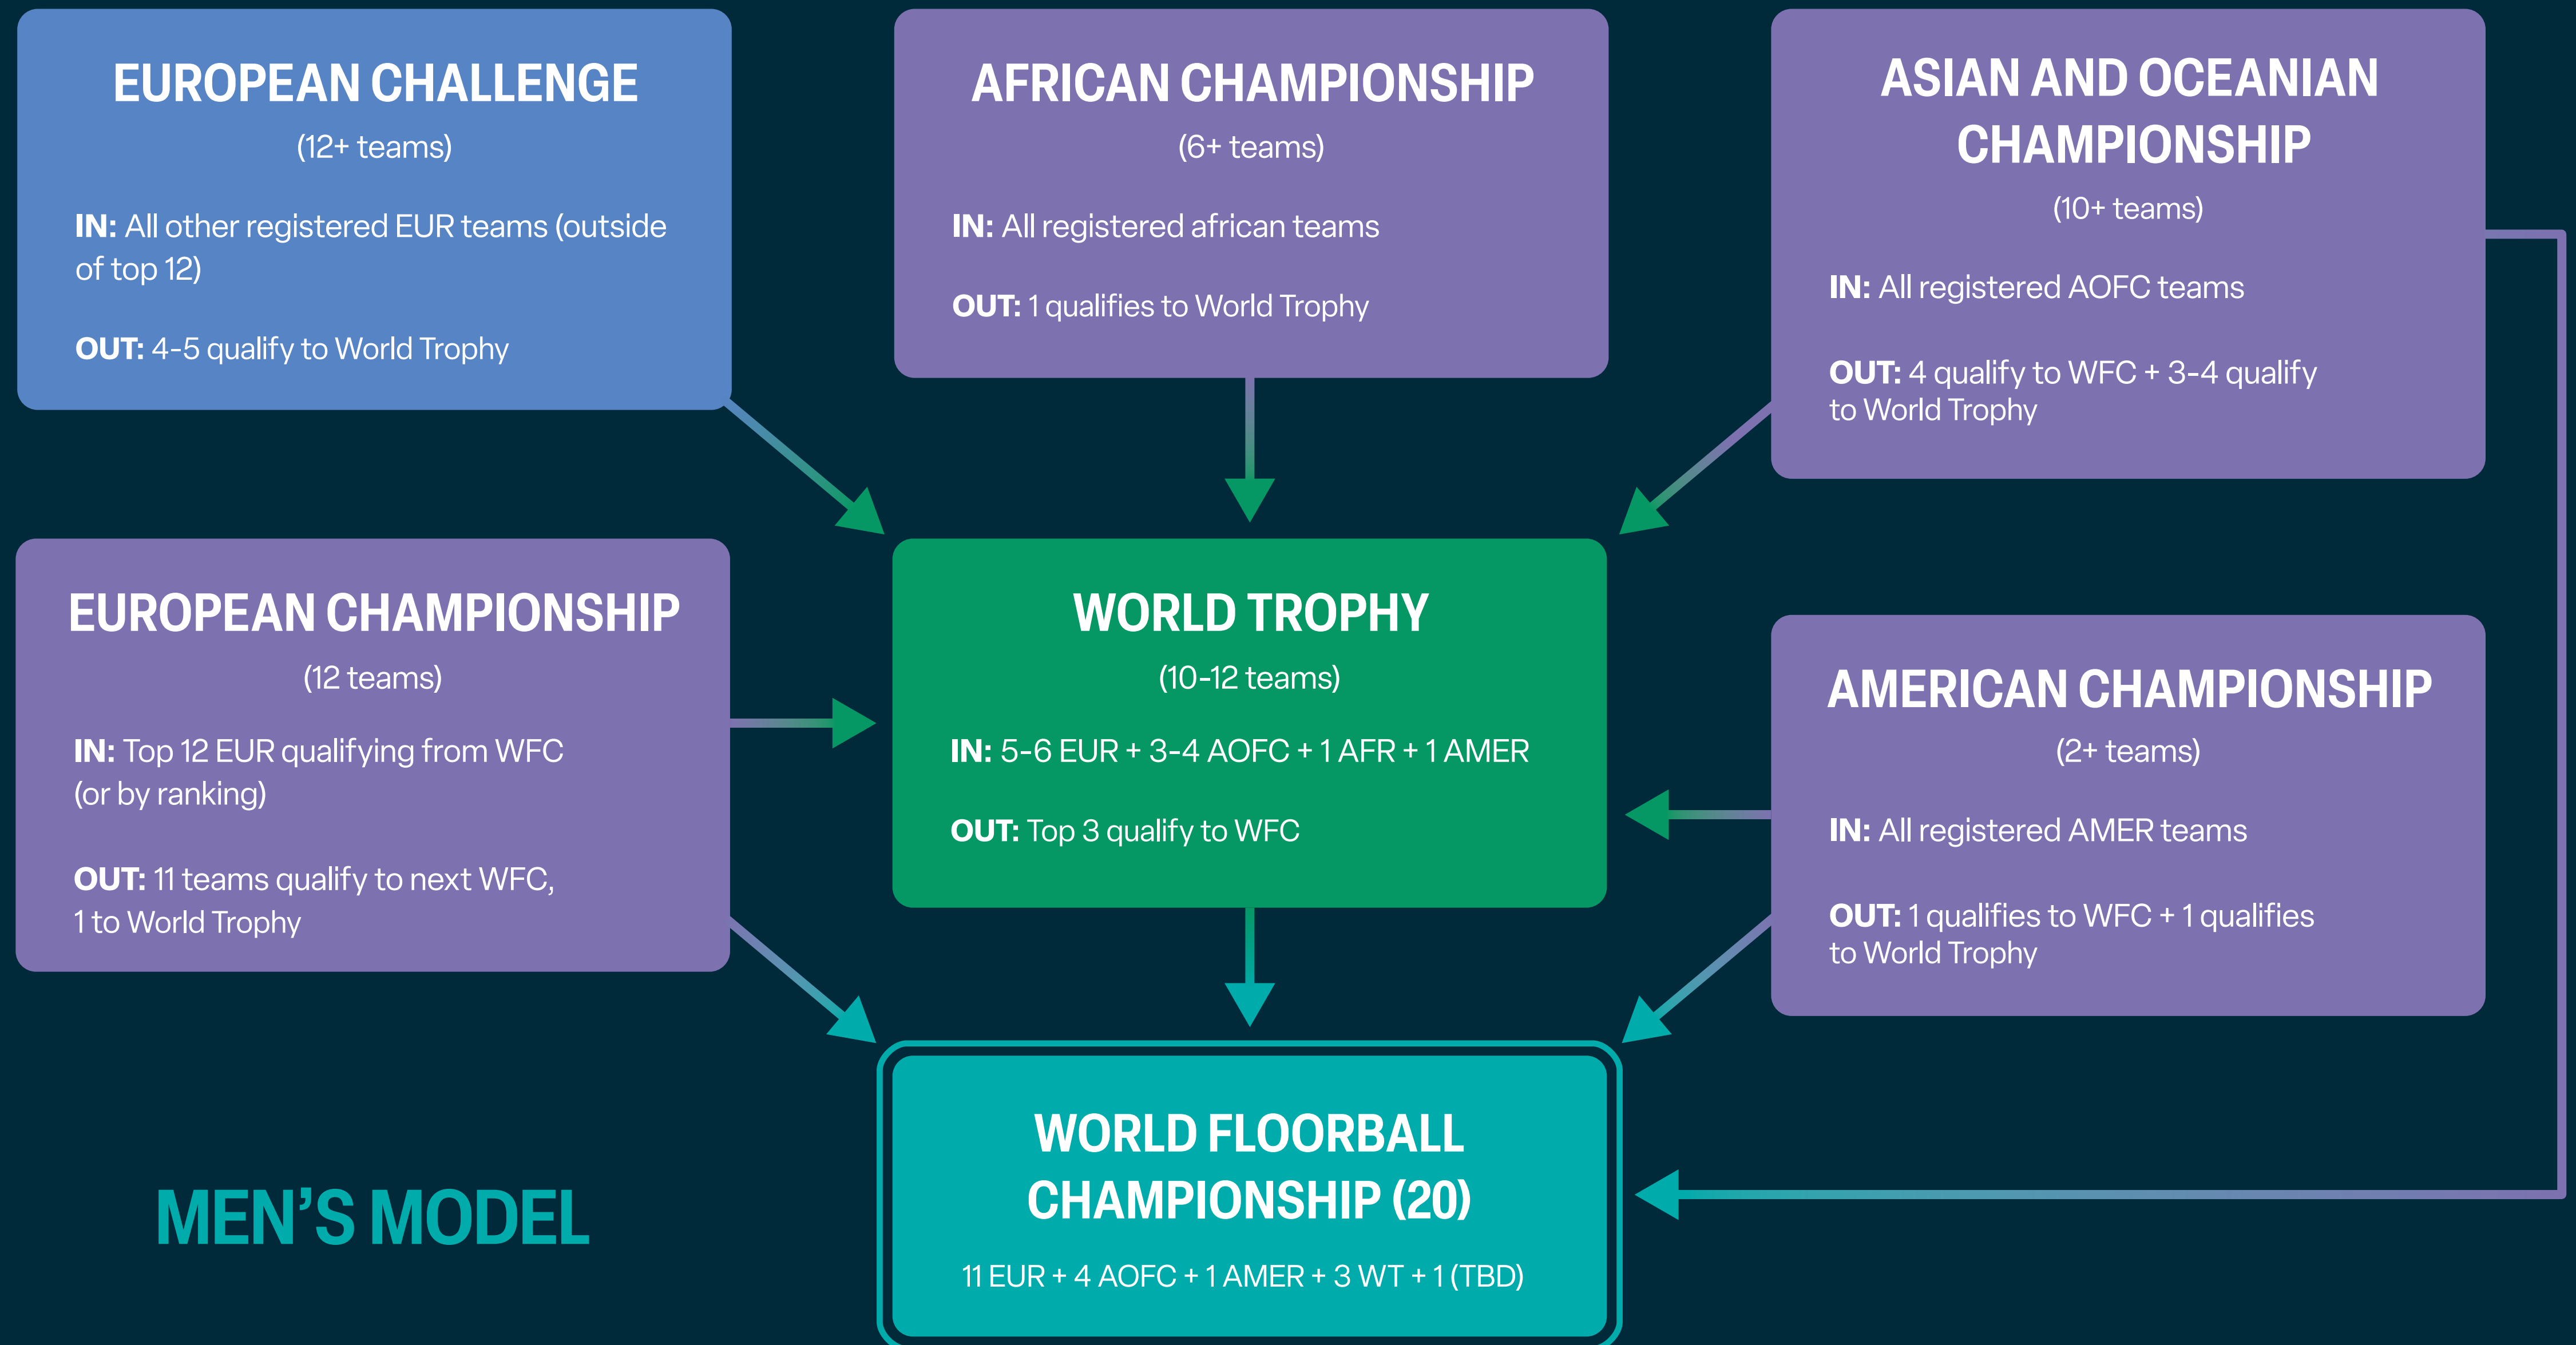 EUROPEAN CHALLENGE
(12+ teams)
IN: All other registered EUR teams (outside
of top 12)
OUT: 4-5 qualify to World Trophy
AFRICAN CHAMPIONSHIP
(6+ teams)
IN: All registered african teams
OUT: 1 qualifies to World Trophy
ASIAN AND OCEANIAN
CHAMPIONSHIP
(10+ teams)
IN: All registered AOFC teams
OUT: 4 qualify to WFC + 3-4 qualify
to World Trophy
EUROPEAN CHAMPIONSHIP
(12 teams)
IN: Top 12 EUR qualifying from WFC
(or by ranking)
OUT: 11 teams qualify to next WFC,
1 to World Trophy
WORLD TROPHY
(10-12 teams)
IN: 5-6 EUR + 3-4 AOFC + 1 AFR + 1 AMER
OUT: Top 3 qualify to WFC
AMERICAN CHAMPIONSHIP
(2+ teams)
IN: All registered AMER teams
OUT: 1 qualifies to WFC + 1 qualifies
to World Trophy
MEN’S MODEL
WORLD FLOORBALL
CHAMPIONSHIP (20)
11 EUR + 4 AOFC + 1 AMER + 3 WT + 1 (TBD)